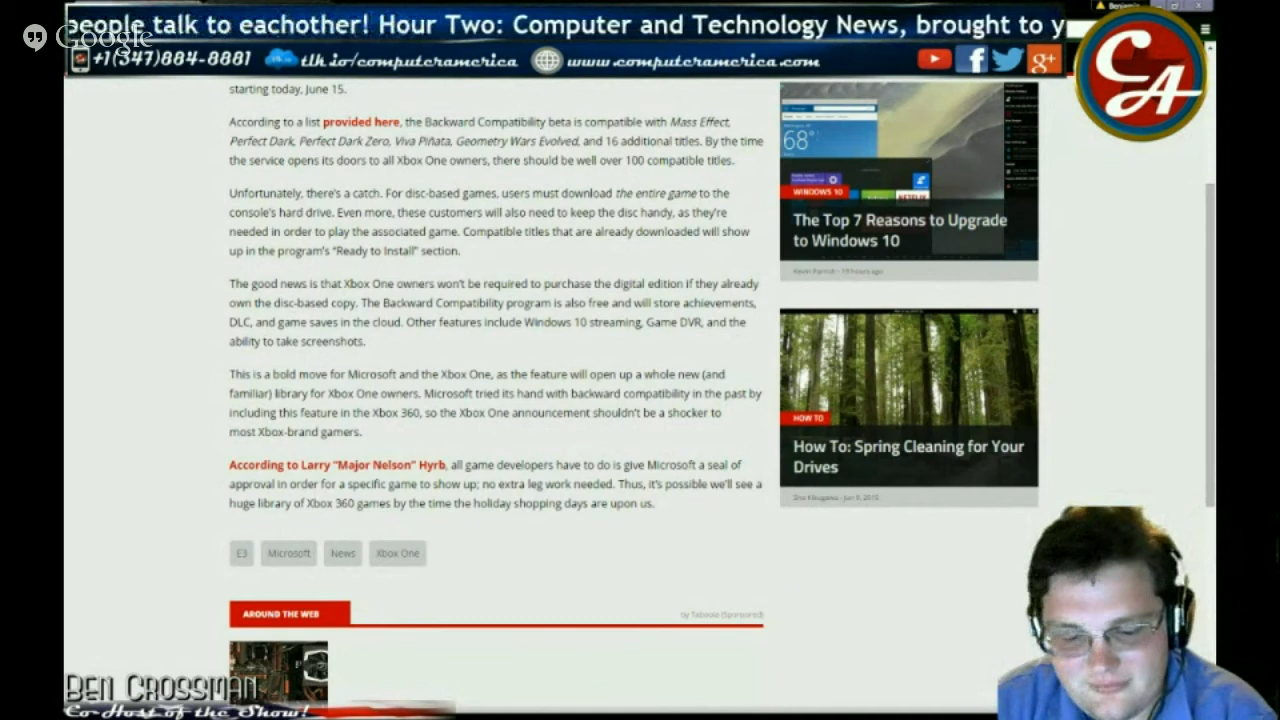 Benjamin
people talk to eachother! Hour Two: Computer and Technology News, brought to y
Google
+1(347)884-8881 tlk.io/computeramerica www.computeramerica.com
CA
starting today, June 15.
According to a list provided here, the Backward Compatibility beta is compatible with Mass Effect,
Perfect Dark, Perfect Dark Zero, Viva Piñata, Geometry Wars Evolved, and 16 additional titles. By the time
the service opens its doors to all Xbox One owners, there should be well over 100 compatible titles.
Unfortunately, there's a catch. For disc-based games, users must download the entire game to the
console's hard drive. Even more, these customers will also need to keep the disc handy, as they're
needed in order to play the associated game. Compatible titles that are already downloaded will show
up in the program's "Ready to Install" section.
The good news is that Xbox One owners won't be required to purchase the digital edition if they already
own the disc-based copy. The Backward Compatibility program is also free and will store achievements,
DLC, and game saves in the cloud. Other features include Windows 10 streaming, Game DVR, and the
ability to take screenshots.
This is a bold move for Microsoft and the Xbox One, as the feature will open up a whole new (and
familiar) library for Xbox One owners. Microsoft tried its hand with backward compatibility in the past by
including this feature in the Xbox 360, so the Xbox One announcement shouldn't be a shocker to
most Xbox-brand gamers.
According to Larry "Major Nelson" Hyrb, all game developers have to do is give Microsoft a seal of
approval in order for a specific game to show up; no extra leg work needed. Thus, it's possible we'll see a
huge library of Xbox 360 games by the time the holiday shopping days are upon us.
E3 Microsoft News Xbox One
AROUND THE WEB
by Taboola (Sponsored)
68°
NETFLIX
WINDOWS 10
The Top 7 Reasons to Upgrade
to Windows 10
Kevin Parrish - 19 hours ago
HOW TO
How To: Spring Cleaning for Your
Drives
Jun 9, 2015
BEN CROSSMAN
Co-Host of the Show!